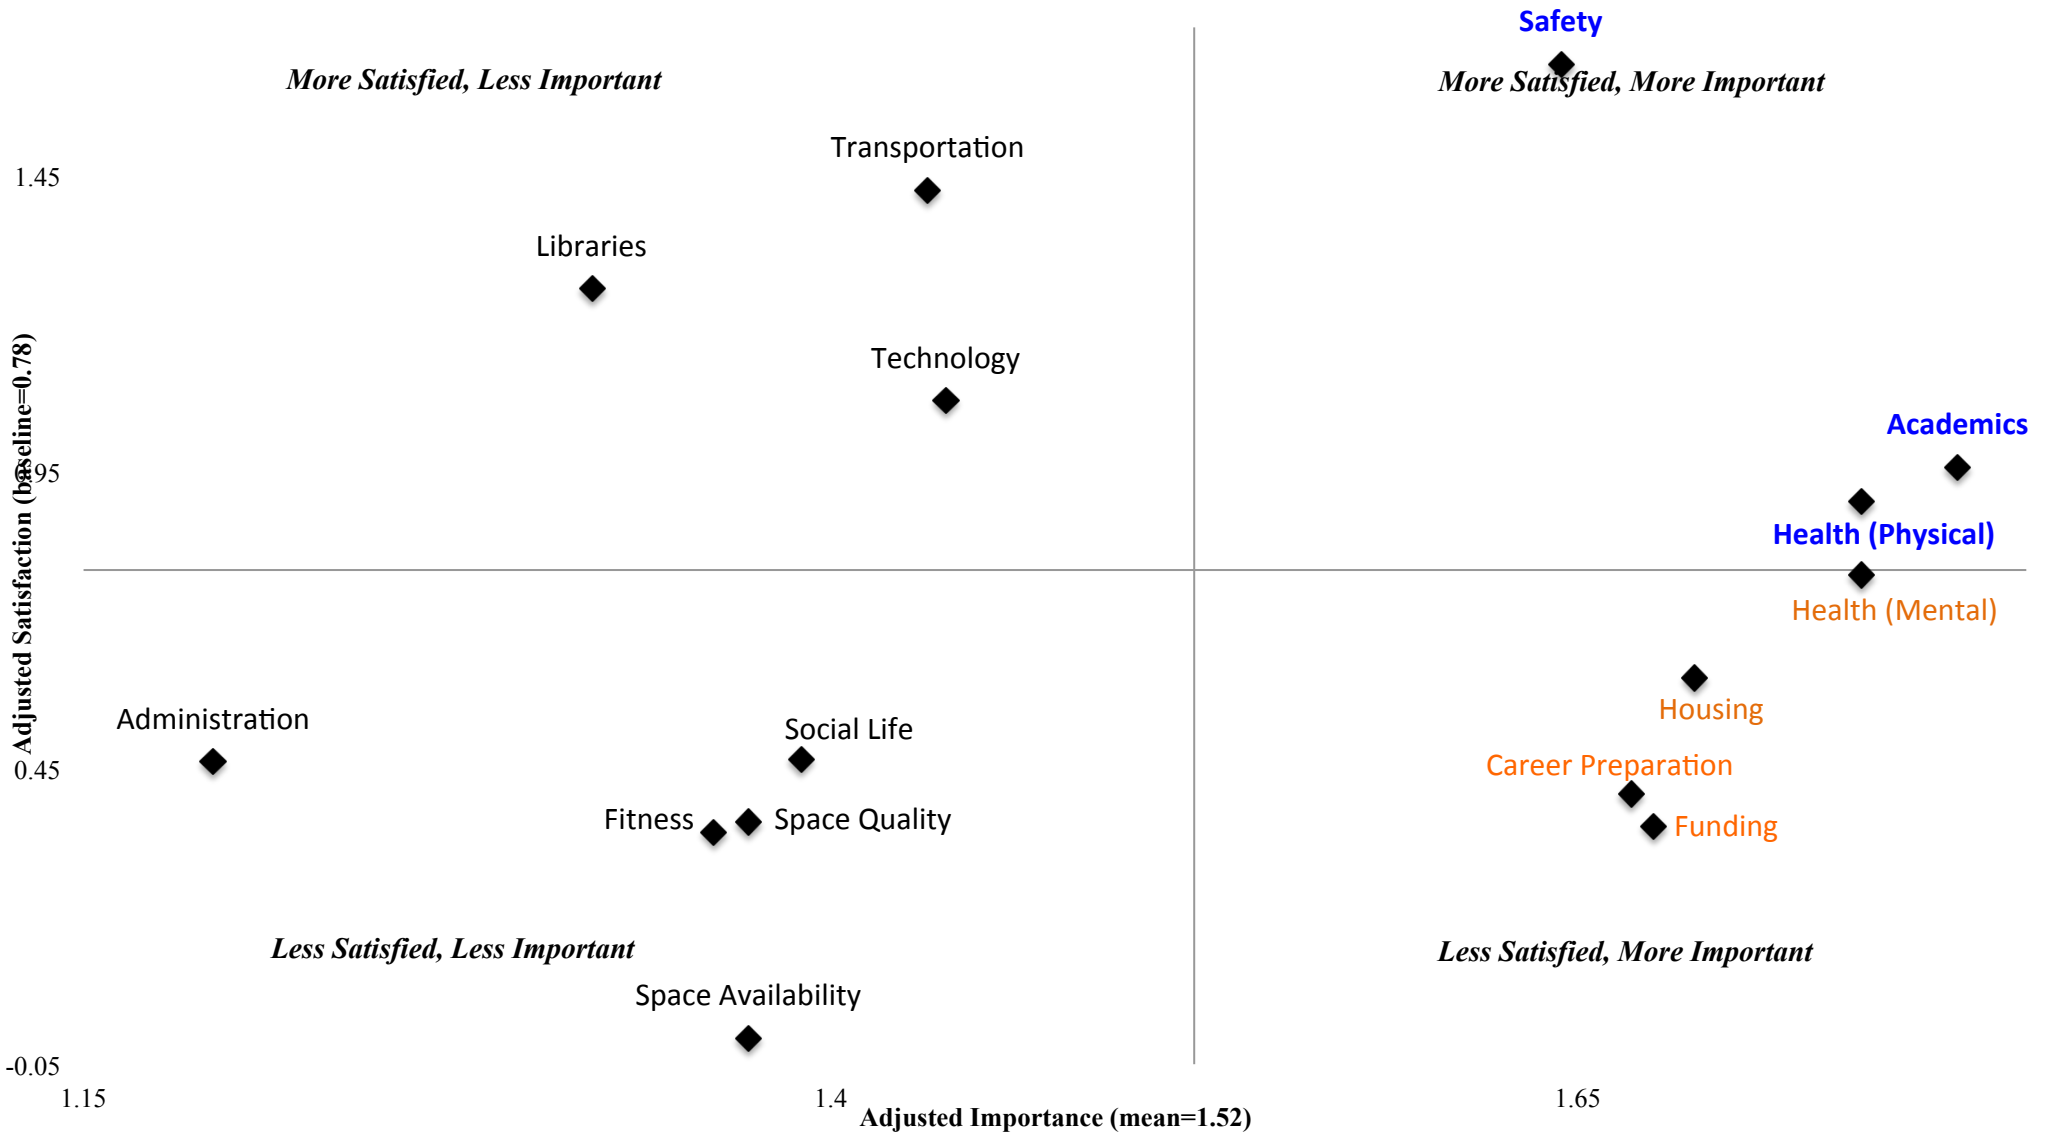 Safety
More Satisfied, Less Important
More Satisfied, More Important
Transportation
1.45
Libraries
Technology
Academics
0.95
Health (Physical)
Adjusted Satisfaction (baseline=0.78)
Health (Mental)
Housing
Administration
Social Life
0.45
Career Preparation
Fitness
Space Quality
Funding
Less Satisfied, Less Important
Less Satisfied, More Important
Space Availability
-0.05
1.15
1.4
1.65
Adjusted Importance (mean=1.52)